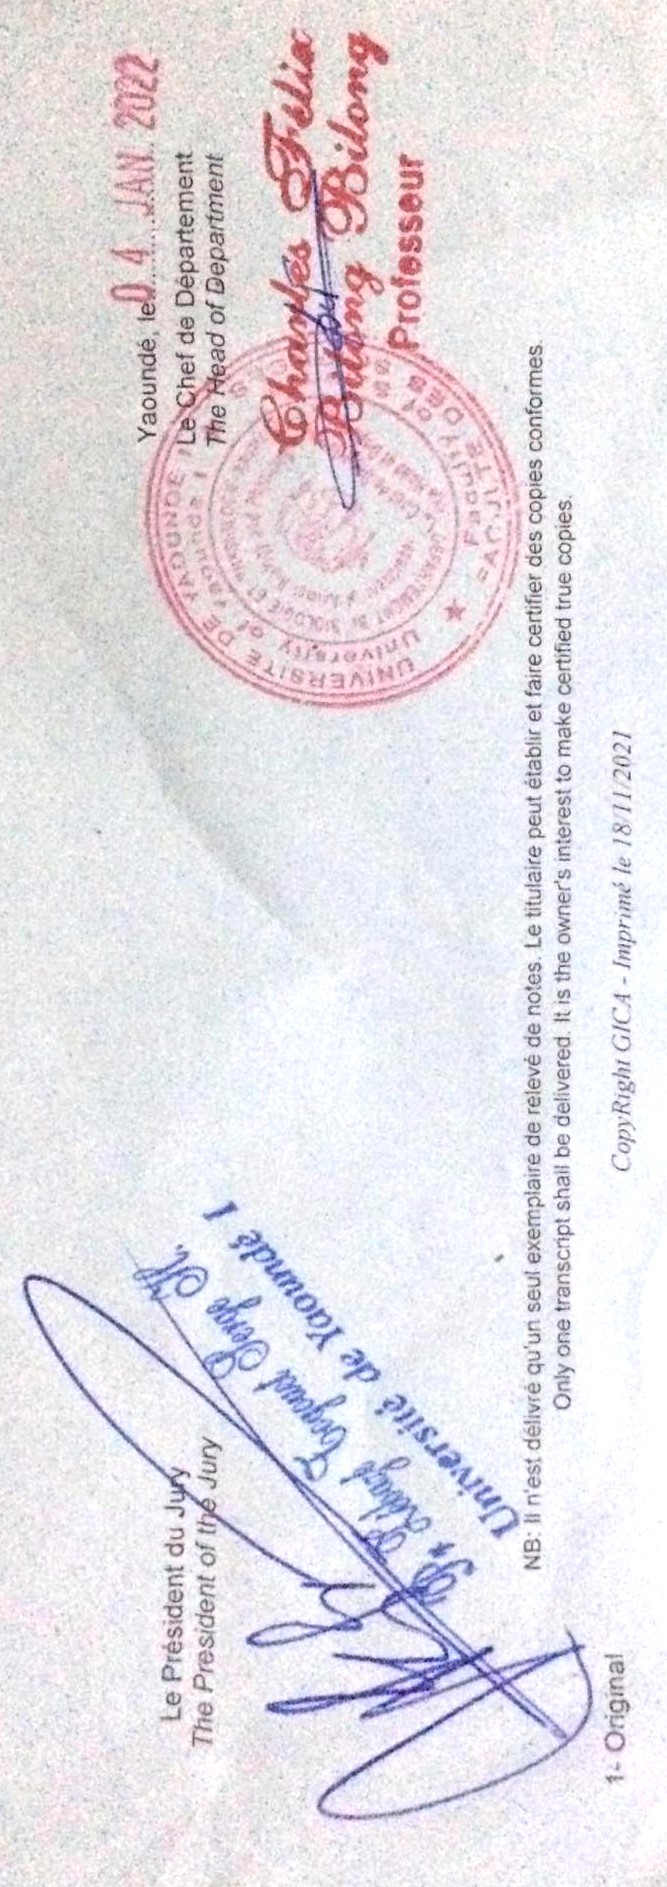 Le Président du Jury
The President of the Jury
Pr Zébazé Togouet Serge H.
Université de Yaoundé I
Yaoundé, le 04 JAN. 2022
Le Chef de Département
The Head of Department
Charles Félix
Bilong Bilong
Professeur
UNIVERSITE DE YAOUNDE I
University of Yaounde I
Faculty of
FACULTE DES
NB: Il n'est délivré qu'un seul exemplaire de relevé de notes. Le titulaire peut établir et faire certifier des copies conformes.
Only one transcript shall be delivered. It is the owner's interest to make certified true copies.
1- Original
CopyRight GICA - Imprimé le 18/11/2021